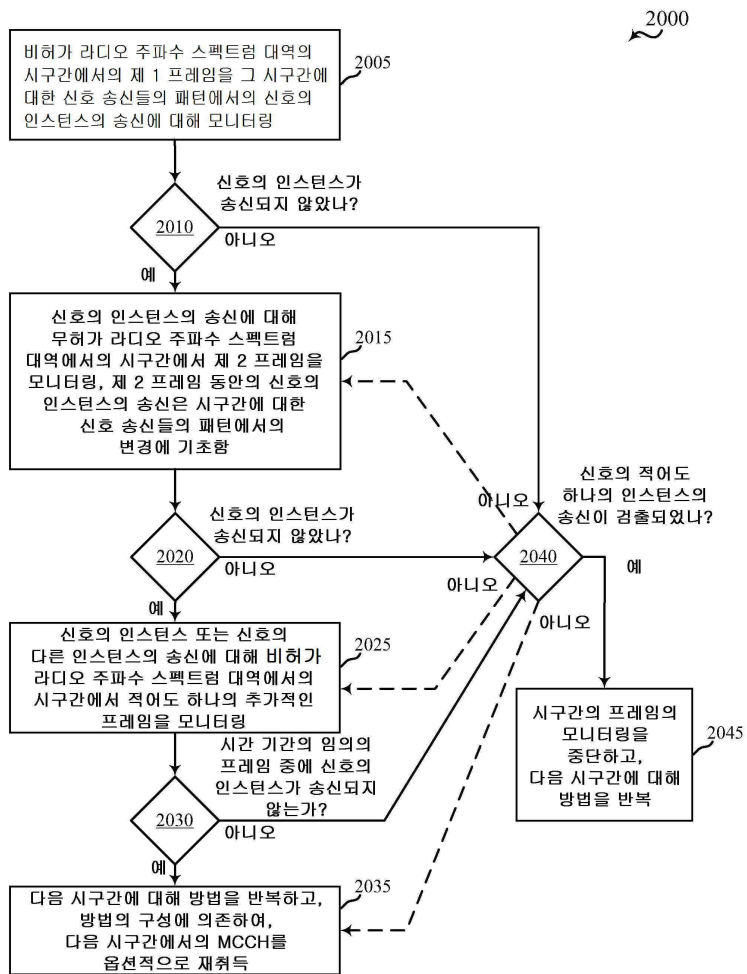 2000
비허가 라디오 주파수 스펙트럼 대역의
시구간에서의 제 1 프레임을 그 시구간에
대한 신호 송신들의 패턴에서의 신호의
인스턴스의 송신에 대해 모니터링
2005
신호의 인스턴스가
송신되지 않았나?
2010
아니오
예
신호의 인스턴스의 송신에 대해
무허가 라디오 주파수 스펙트럼
대역에서의 시구간에서 제 2 프레임을
모니터링, 제 2 프레임 동안의 신호의
인스턴스의 송신은 시구간에 대한
신호 송신들의 패턴에서의
변경에 기초함
2015
신호의 인스턴스가
송신되지 않았나?
2020
아니오
예
신호의 적어도
하나의 인스턴스의
송신이 검출되었나?
아니오
2040
아니오
예
아니오
신호의 인스턴스 또는 신호의
다른 인스턴스의 송신에 대해 비허가
라디오 주파수 스펙트럼 대역에서의
시구간에서 적어도 하나의 추가적인
프레임을 모니터링
2025
시간 기간의 임의의
프레임 중에 신호의
인스턴스가 송신되지
않는가?
2030
아니오
예
시구간의 프레임의
모니터링을
중단하고,
다음 시구간에 대해
방법을 반복
2045
다음 시구간에 대해 방법을 반복하고,
방법의 구성에 의존하여,
다음 시구간에서의 MCCH를
옵션적으로 재취득
2035